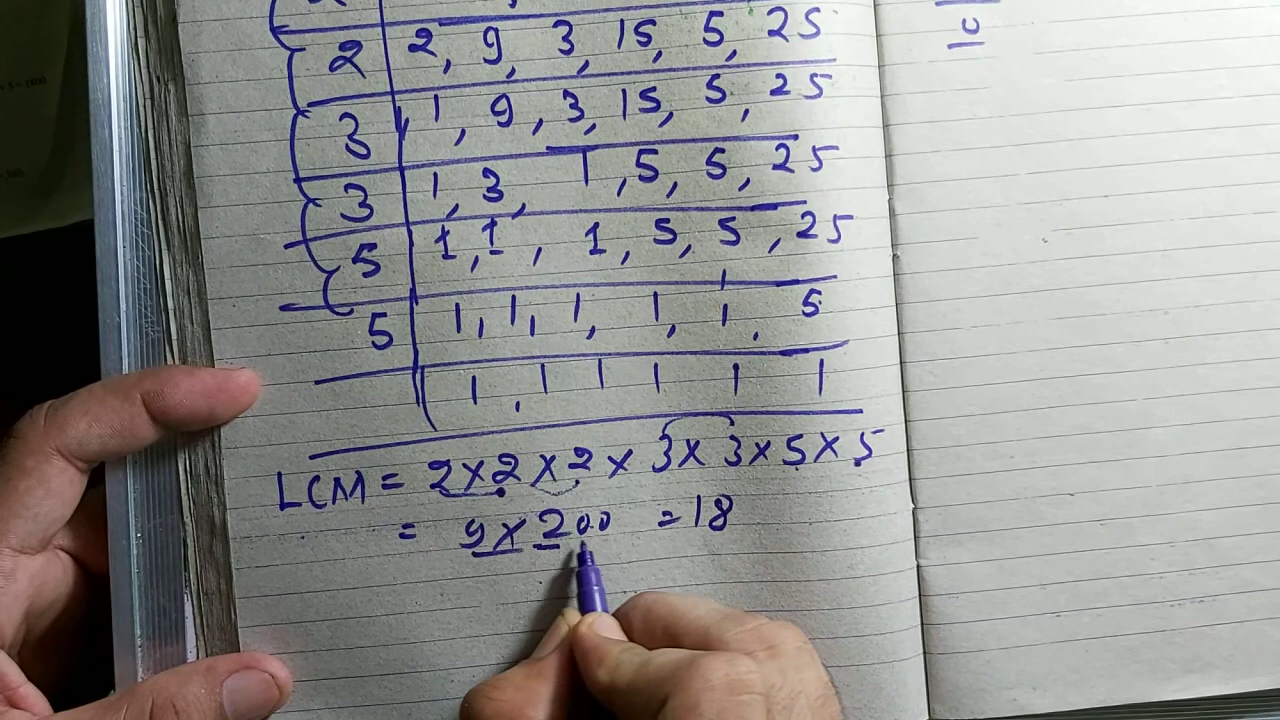 2 2, 9, 3, 15, 5, 25
3 1, 9, 3, 15, 5, 25
3 1, 3, 1, 5, 5, 25
5 1, 1, 1, 5, 5, 25
5 1, 1, 1, 1, 1, 5
1, 1 1 1 1 1
LCM = 2×2×2×3×3×5×5
= 9×200 = 18
10